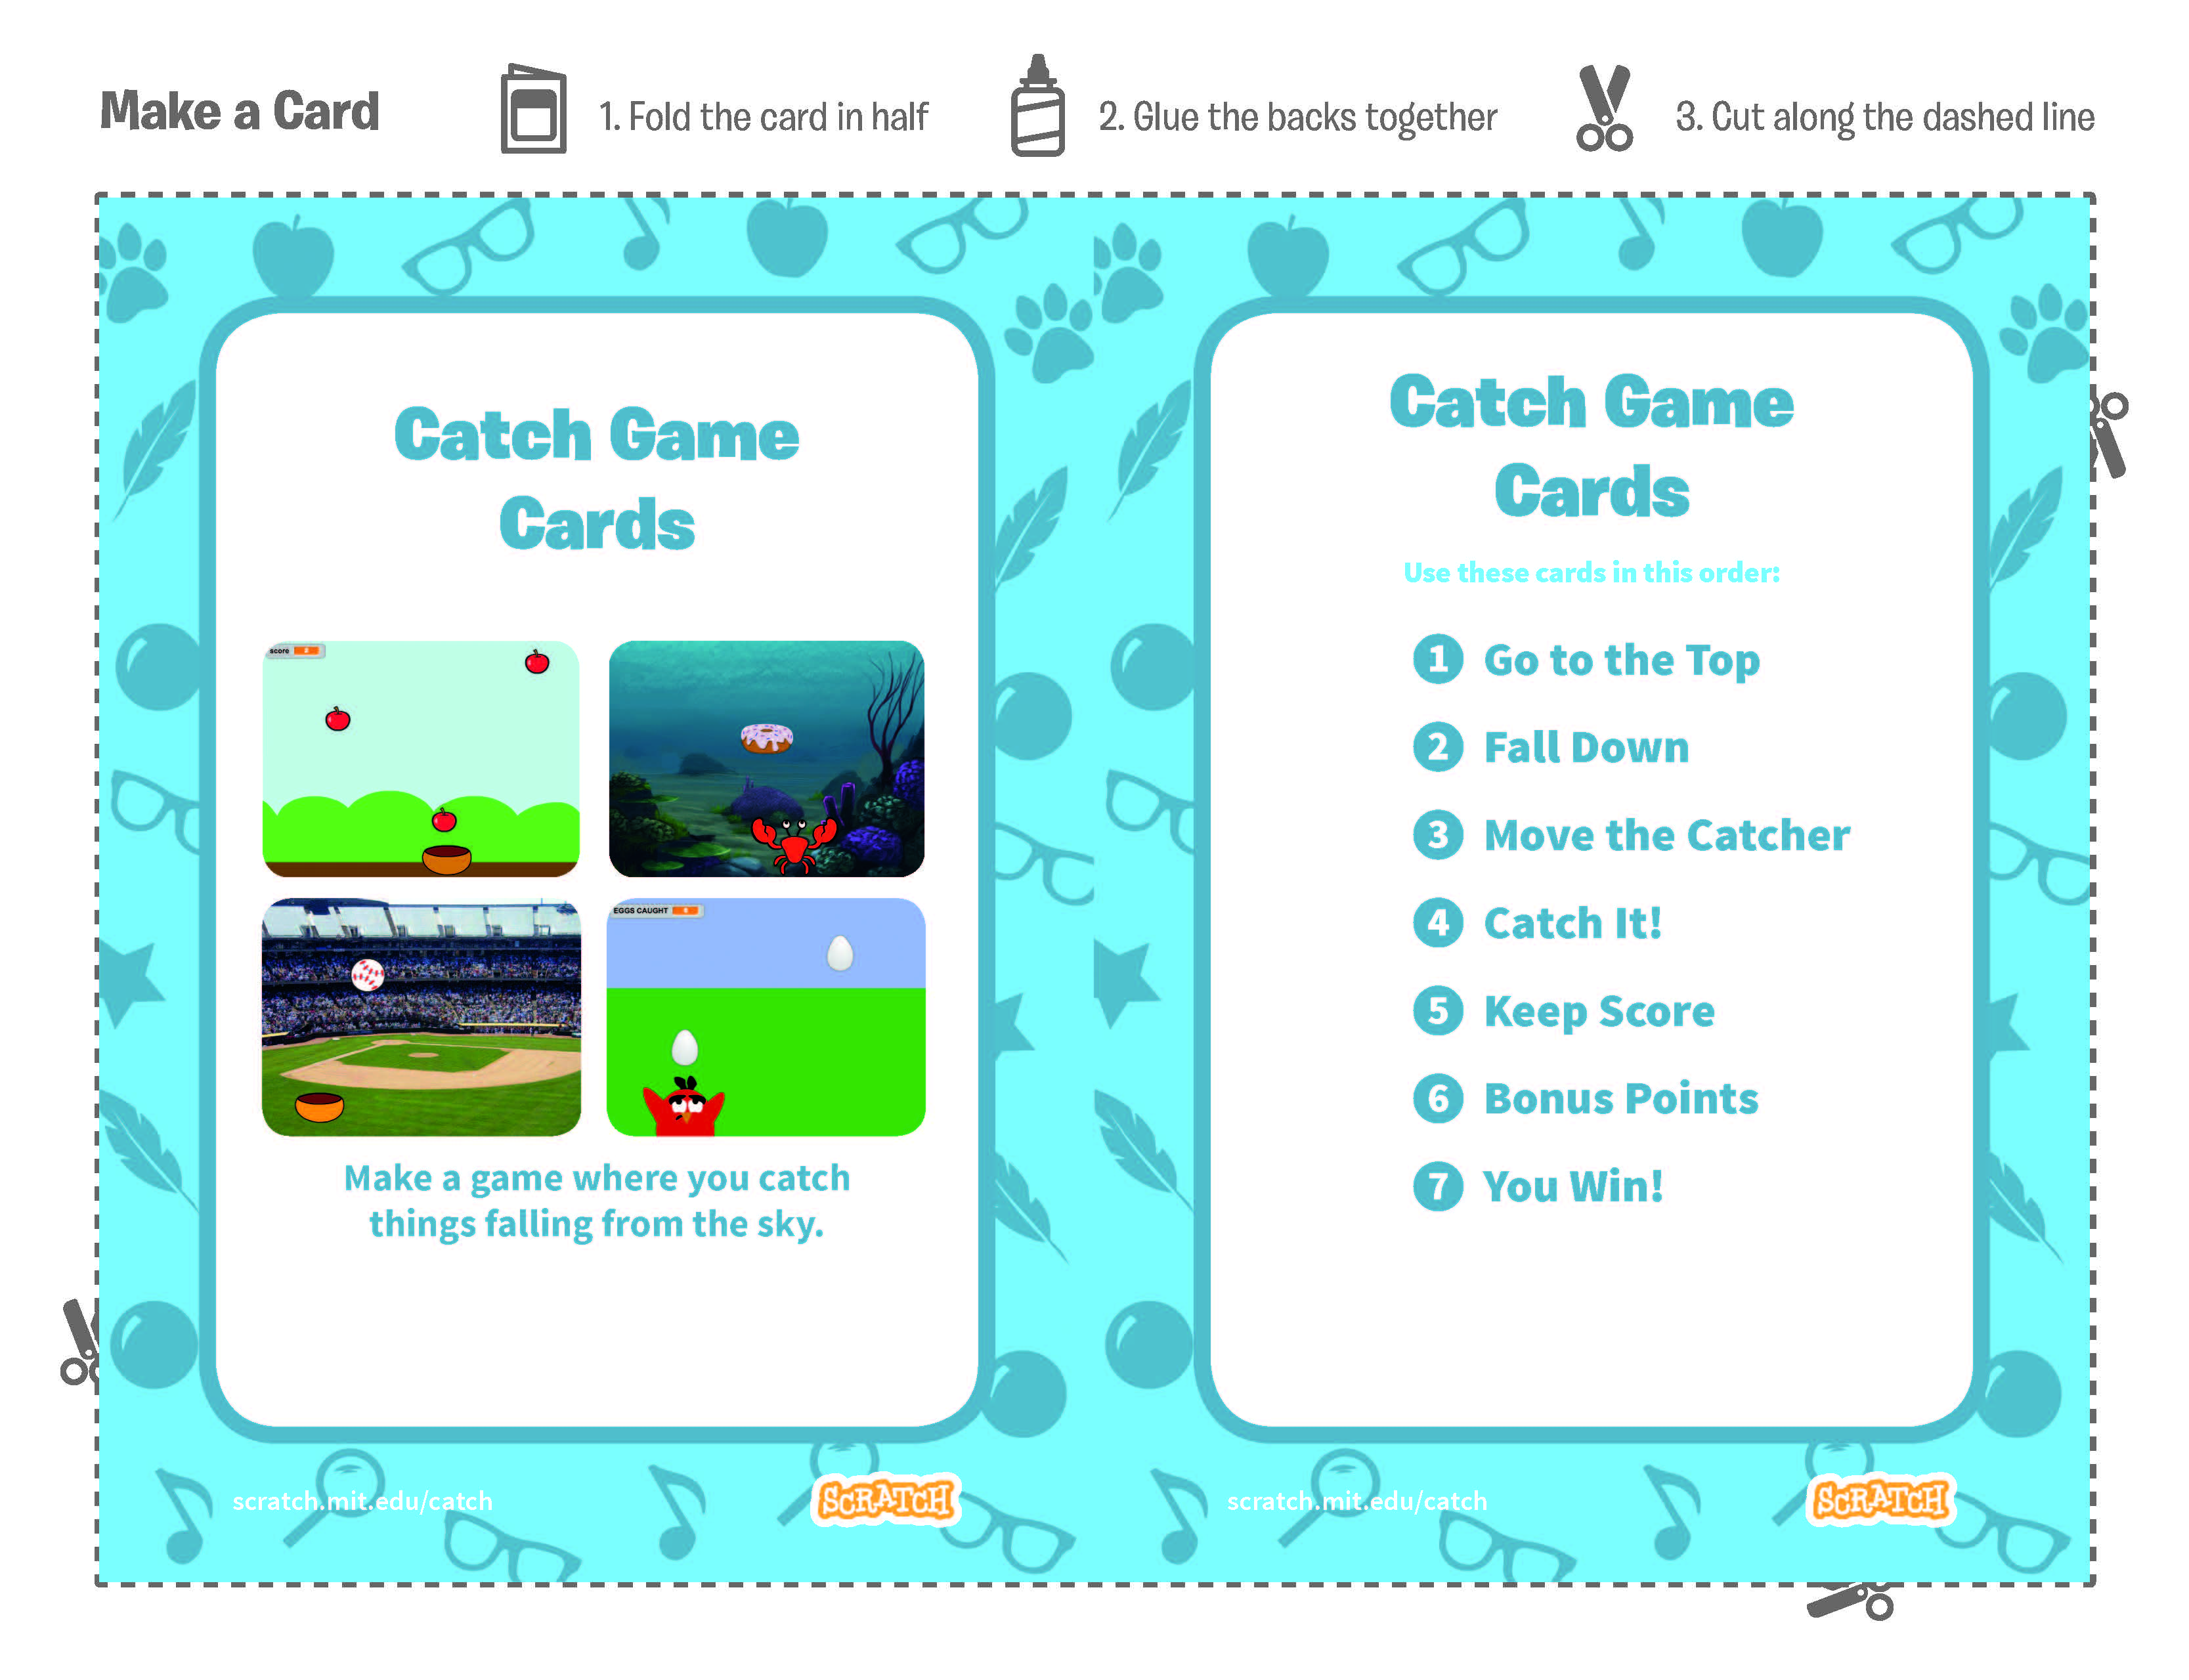 Make a Card
1. Fold the card in half
2. Glue the backs together
3. Cut along the dashed line
Catch Game
Cards
score
EGGS CAUGHT
Make a game where you catch
things falling from the sky.
scratch.mit.edu/catch
SCRATCH
Catch Game
Cards
Use these cards in this order:
1 Go to the Top
2 Fall Down
3 Move the Catcher
4 Catch It!
5 Keep Score
6 Bonus Points
7 You Win!
scratch.mit.edu/catch
SCRATCH